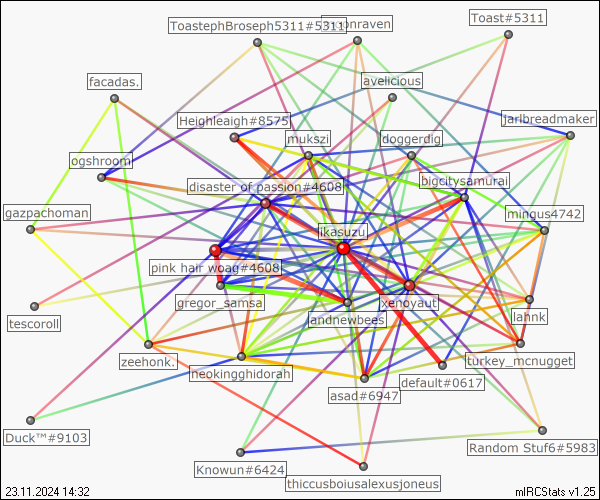 ToastephBroseph5311#5311
Toast#5311
avelicious
facadas.
jarlbreadmaker
Heighleaigh#8575
mukszi
doggerdig
ogshroom
bigcitysamurai
disaster of passion#4608
gazpachoman
mingus4742
ikasuzu
pink hair woag#4608
gregor_samsa
xenoyaut
landnewbees
lahnk
tescoroll
zeehonk.
turkey_mcnugget
neokingghidorah
default#0617
asad#6947
Duck™#9103
Random Stuf6#5983
Knowun#6424
thiccusboiusalexusjoneus
23.11.2024 14:32
mIRCStats v1.25